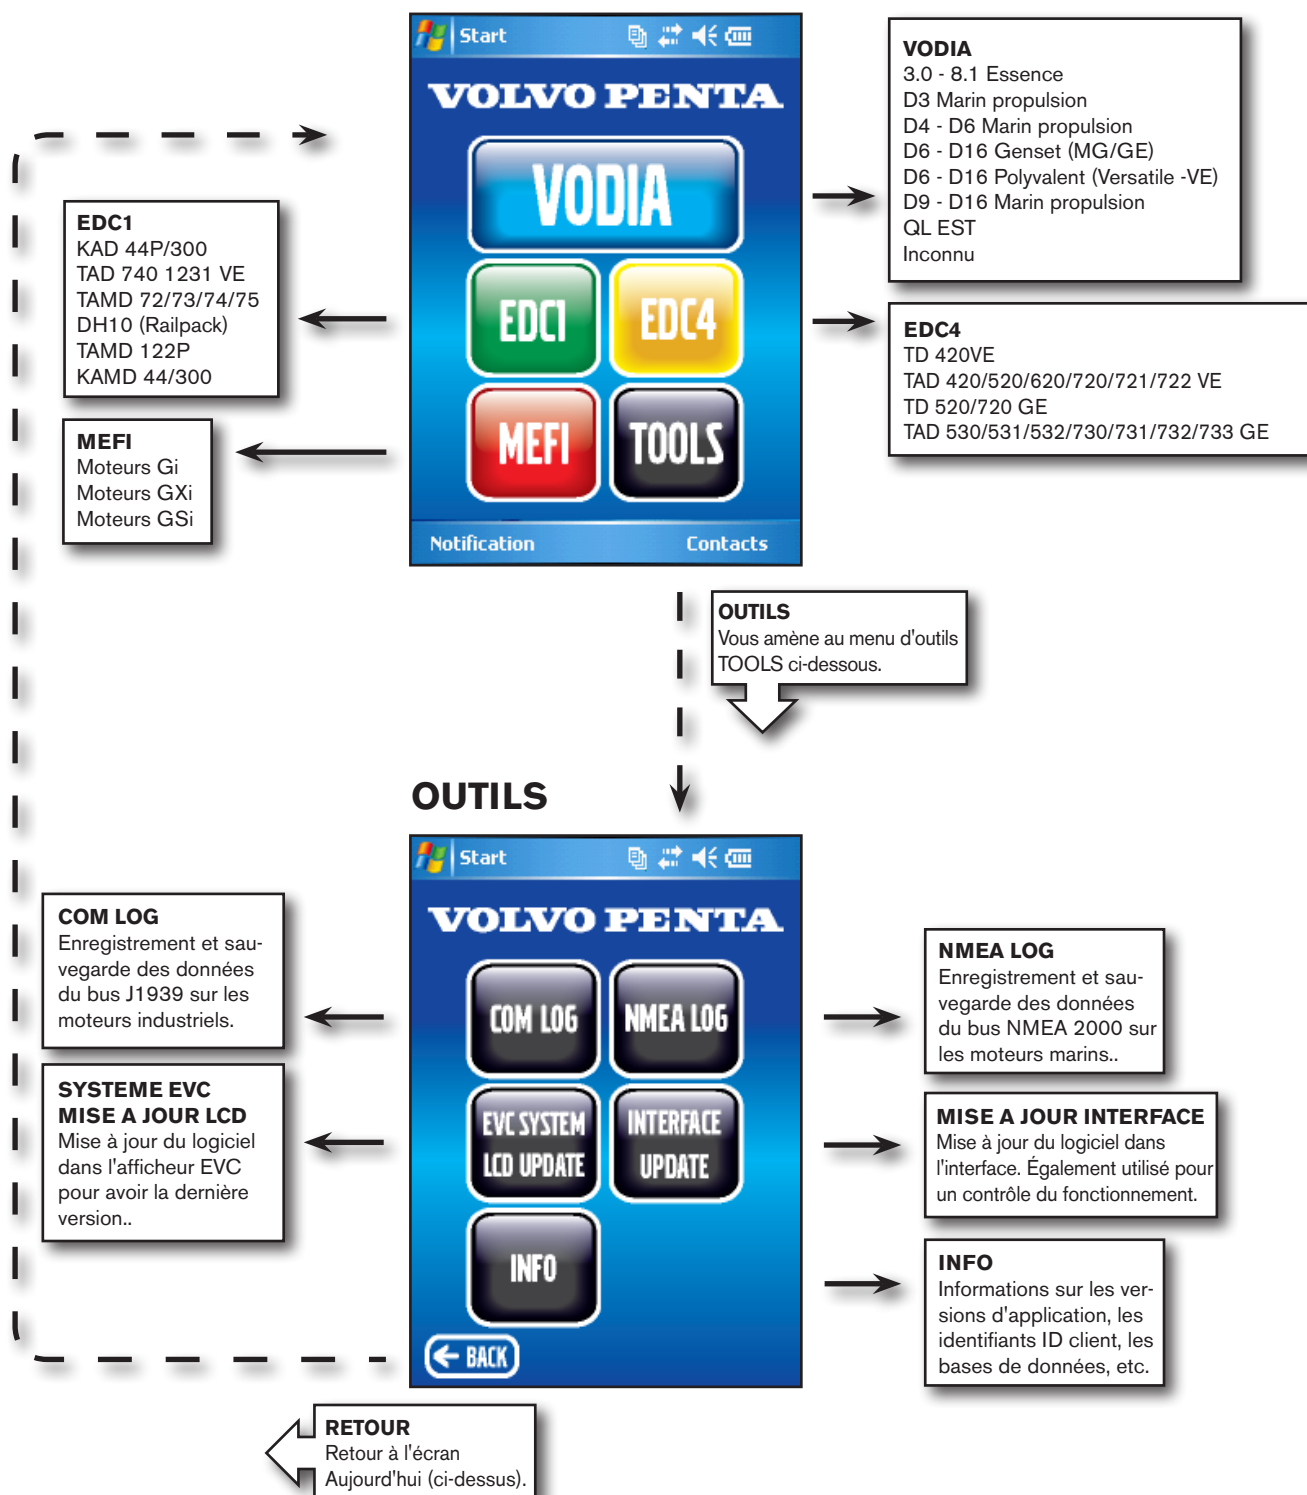 Start
VOLVO PENTA
VODIA
EDC1
EDC4
MEFI
TOOLS
Notification
Contacts
VODIA
3.0 - 8.1 Essence
D3 Marin propulsion
D4 - D6 Marin propulsion
D6 - D16 Genset (MG/GE)
D6 - D16 Polyvalent (Versatile -VE)
D9 - D16 Marin propulsion
QL EST
Inconnu
EDC1
KAD 44P/300
TAD 740 1231 VE
TAMD 72/73/74/75
DH10 (Railpack)
TAMD 122P
KAMD 44/300
EDC4
TD 420VE
TAD 420/520/620/720/721/722 VE
TD 520/720 GE
TAD 530/531/532/730/731/732/733 GE
MEFI
Moteurs Gi
Moteurs GXi
Moteurs GSi
OUTILS
Vous amène au menu d'outils
TOOLS ci-dessous.
OUTILS
Start
VOLVO PENTA
COM LOG
NMEA LOG
EVC SYSTEM
LCD UPDATE
INTERFACE
UPDATE
INFO
BACK
COM LOG
Enregistrement et sau-
vegarde des données
du bus J1939 sur les
moteurs industriels.
NMEA LOG
Enregistrement et sau-
vegarde des données
du bus NMEA 2000 sur
les moteurs marins..
SYSTEME EVC
MISE A JOUR LCD
Mise à jour du logiciel
dans l'afficheur EVC
pour avoir la dernière
version..
MISE A JOUR INTERFACE
Mise à jour du logiciel dans
l'interface. Également utilisé pour
un contrôle du fonctionnement.
INFO
Informations sur les ver-
sions d'application, les
identifiants ID client, les
bases de données, etc.
RETOUR
Retour à l'écran
Aujourd'hui (ci-dessus).